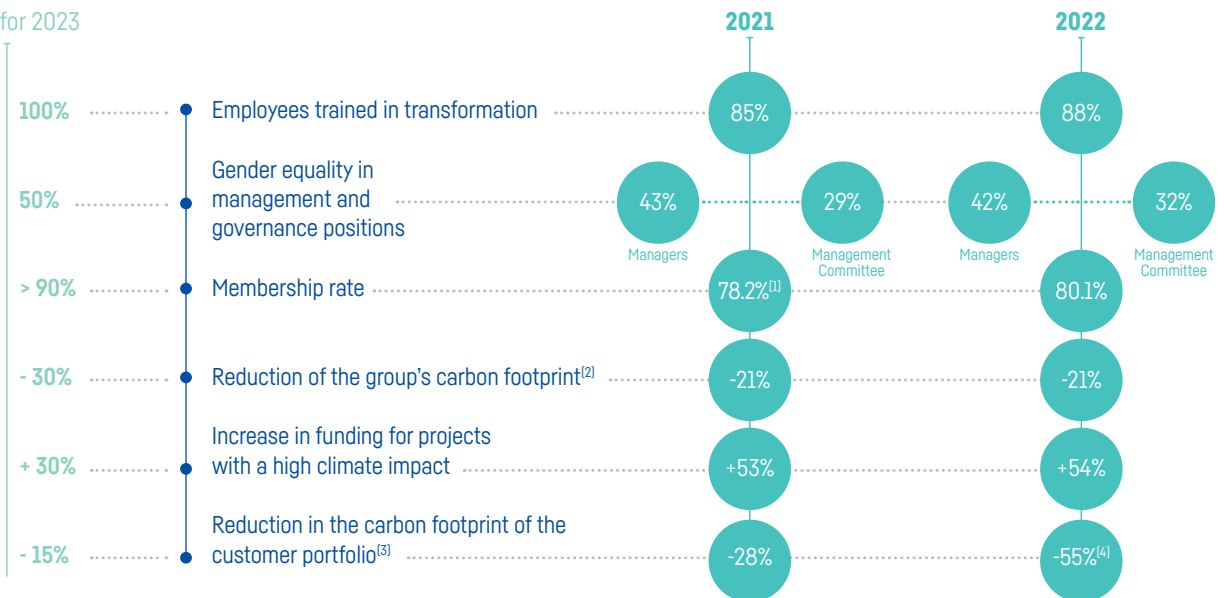 for 2023
2021
2022
100%
Employees trained in transformation
85%
88%
50%
Gender equality in
management and
governance positions
43%
Managers
29%
Management
Committee
42%
Managers
32%
Management
Committee
> 90%
Membership rate
78.2%(1)
80.1%
- 30%
Reduction of the group's carbon footprint(2)
-21%
-21%
+ 30%
Increase in funding for projects
with a high climate impact
+53%
+54%
- 15%
Reduction in the carbon footprint of the
customer portfolio(3)
-28%
-55%(4)